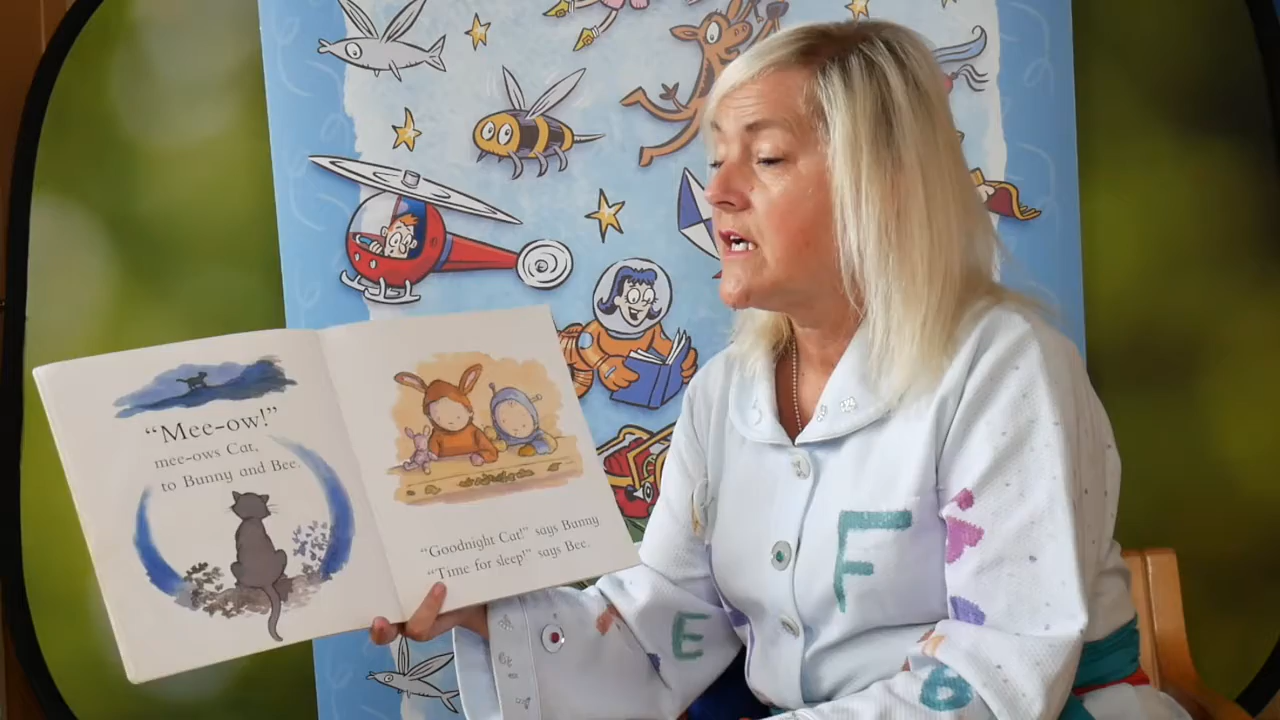 “Mee-ow!”
mee-ows Cat,
to Bunny and Bee.
“Goodnight Cat!” says Bunny.
“Time for sleep!” says Bee.
F
E
B